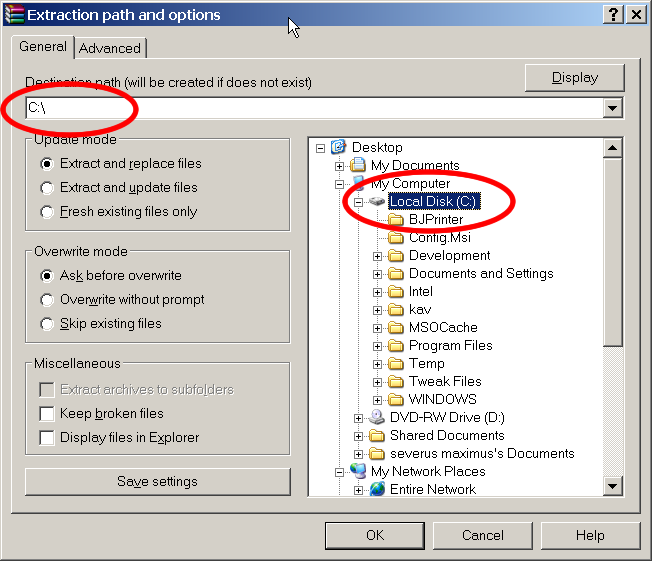 Extraction path and options
General
Advanced
Destination path (will be created if does not exist)
Display
C:\
Update mode
Extract and replace files
Extract and update files
Fresh existing files only
Overwrite mode
Ask before overwrite
Overwrite without prompt
Skip existing files
Miscellaneous
Extract archives to subfolders
Keep broken files
Display files in Explorer
Save settings
Desktop
My Documents
My Computer
Local Disk (C:)
BJPrinter
Config.Msi
Development
Documents and Settings
Intel
kav
MSOCache
Program Files
Temp
Tweak Files
WINDOWS
DVD-RW Drive (D:)
Shared Documents
severus maximus's Documents
My Network Places
Entire Network
OK
Cancel
Help